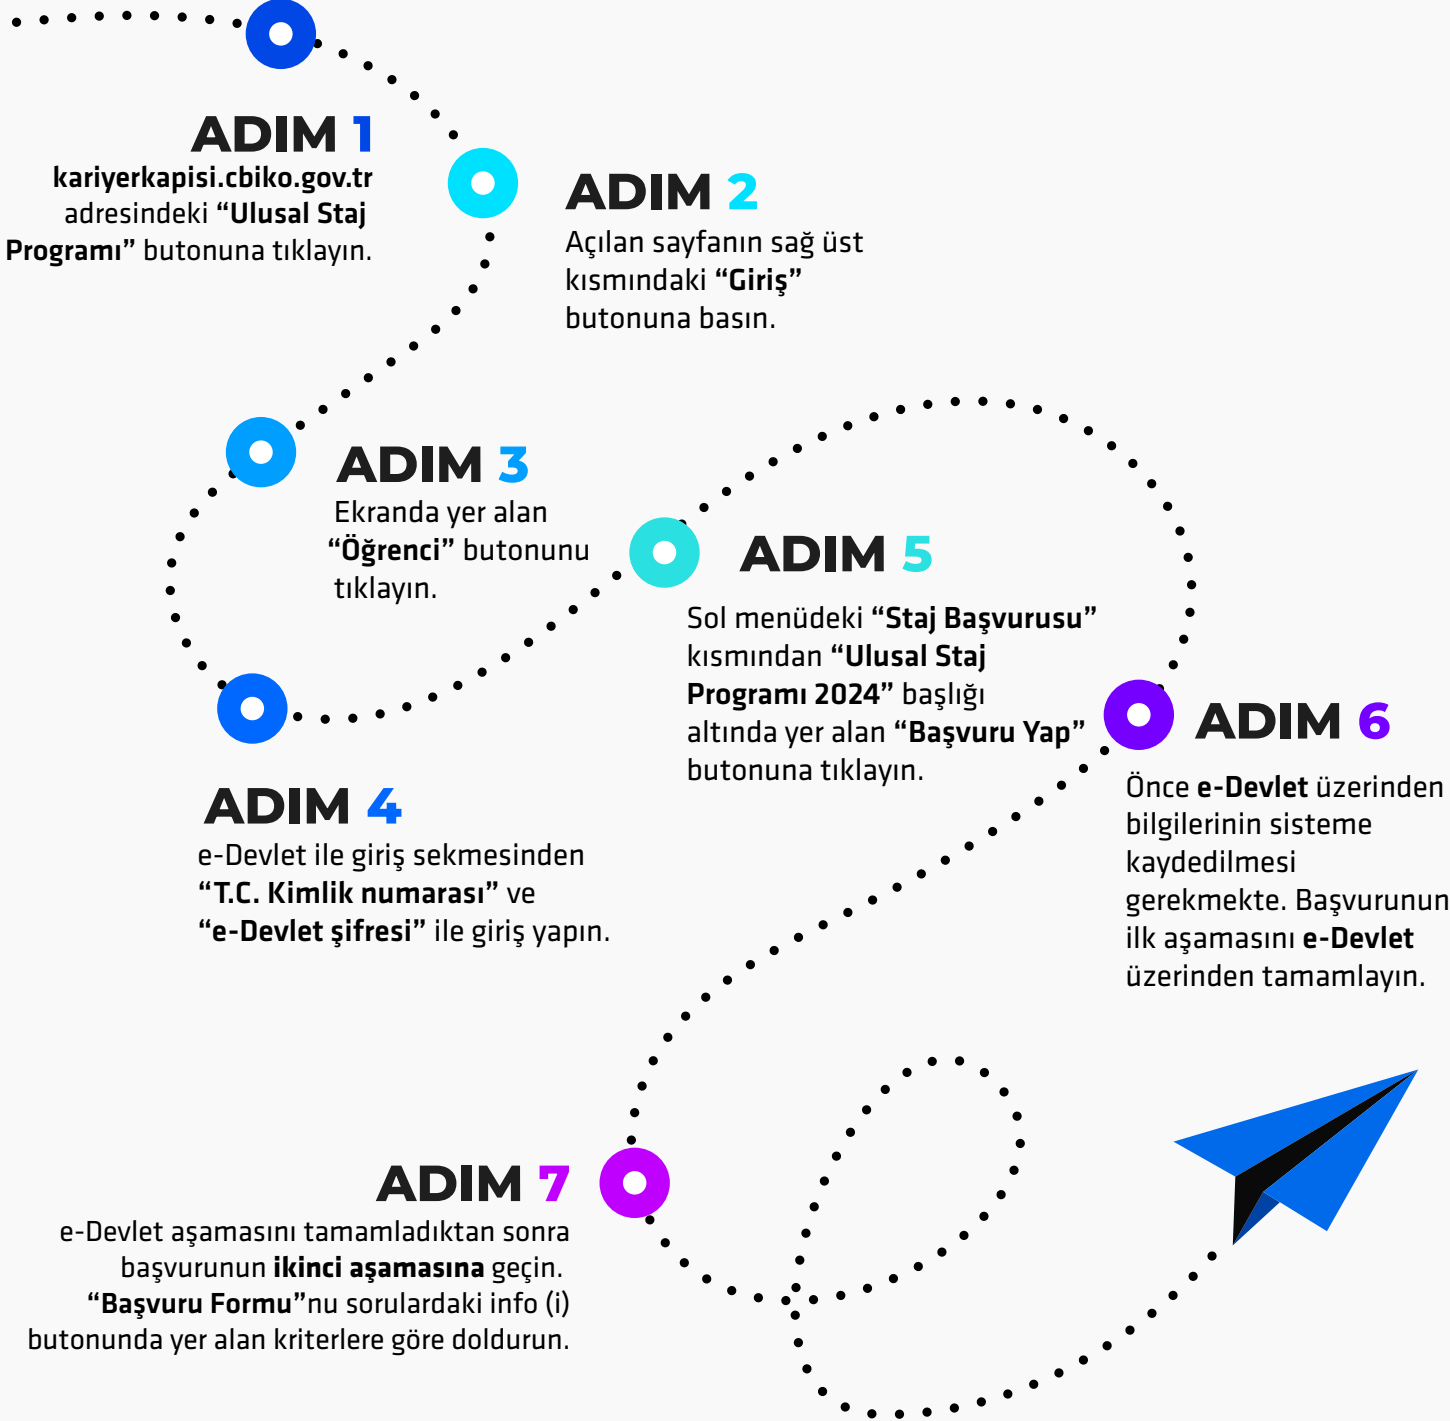 ADIM 1
kariyerkapisi.cbiko.gov.tr
adresindeki “Ulusal Staj
Programı” butonuna tıklayın.
ADIM 2
Açılan sayfanın sağ üst
kısmındaki “Giriş”
butonuna basın.
ADIM 3
Ekranda yer alan
“Öğrenci” butonunu
tıklayın.
ADIM 4
e-Devlet ile giriş sekmesinden
“T.C. Kimlik numarası” ve
“e-Devlet şifresi” ile giriş yapın.
ADIM 5
Sol menüdeki “Staj Başvurusu”
kısmından “Ulusal Staj
Programı 2024” başlığı
altında yer alan “Başvuru Yap”
butonuna tıklayın.
ADIM 6
Önce e-Devlet üzerinden
bilgilerinin sisteme
kaydedilmesi
gerekmekte. Başvurunun
ilk aşamasını e-Devlet
üzerinden tamamlayın.
ADIM 7
e-Devlet aşamasını tamamladıktan sonra
başvurunun ikinci aşamasına geçin.
“Başvuru Formu”nu sorulardaki info (i)
butonunda yer alan kriterlere göre doldurun.